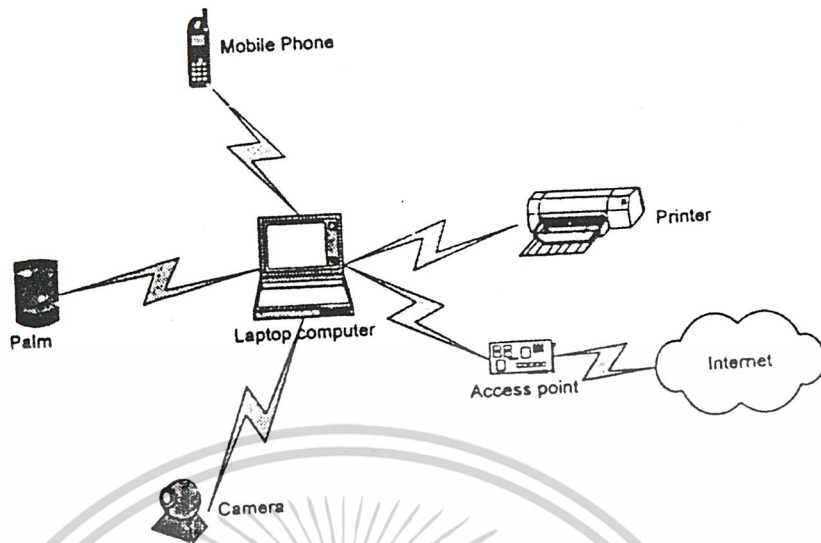 Mobile Phone
Printer
Palm
Laptop computer
Internet
Access point
Camera